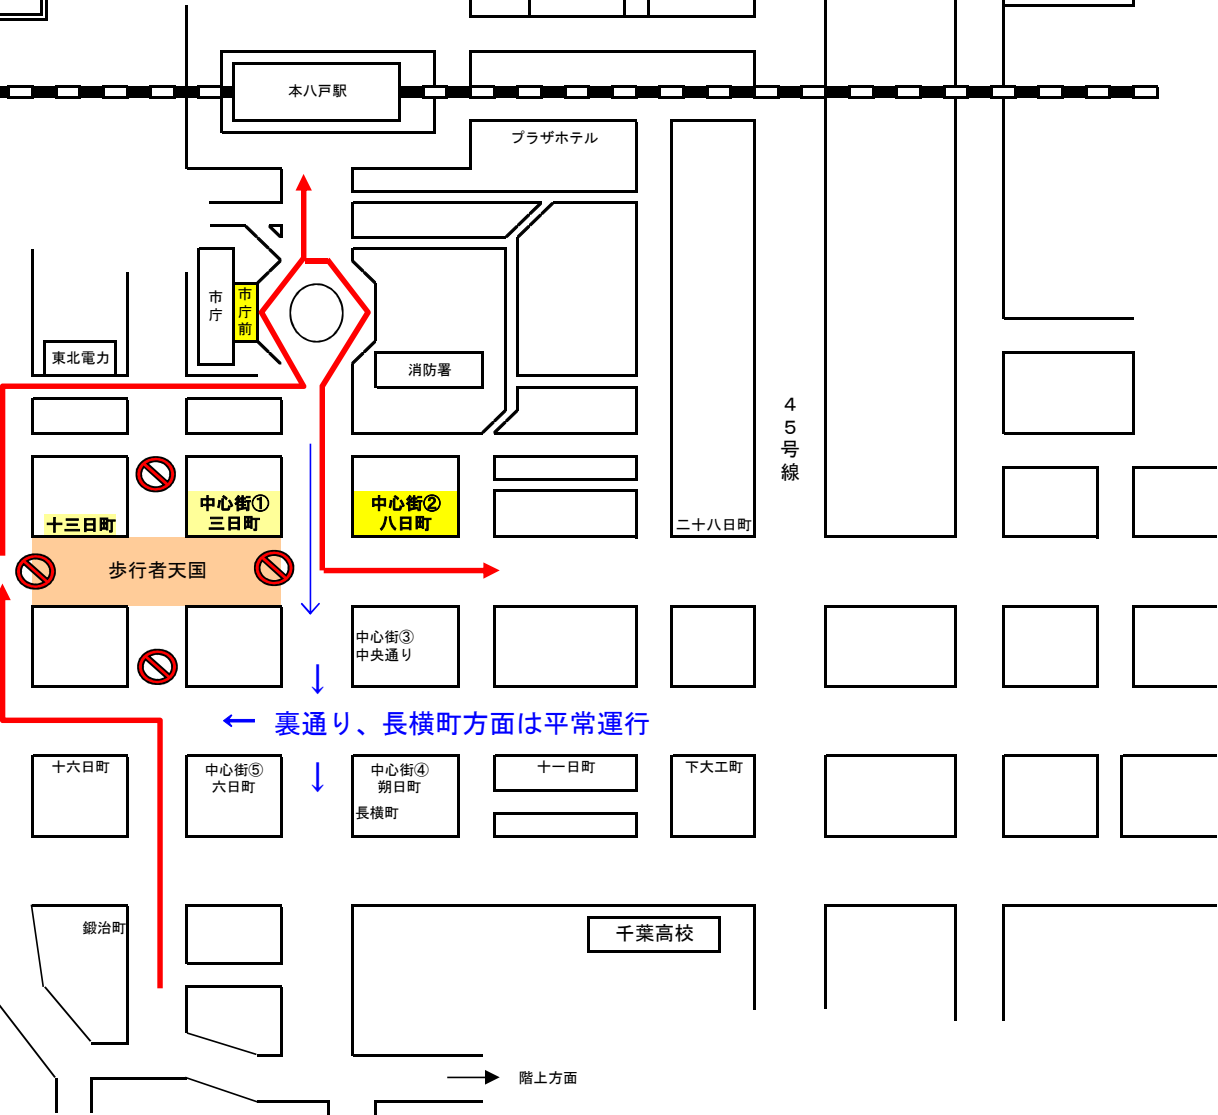 本八戸駅
プラザホテル
市庁
市庁前
東北電力
消防署
45号線
中心街①
三日町
中心街②
八日町
十三日町
二十八日町
歩行者天国
中心街③
中央通り
← 裏通り、長横町方面は平常運行
十六日町
中心街⑤
六日町
中心街④
朔日町
長横町
十一日町
下大工町
鍛治町
千葉高校
階上方面